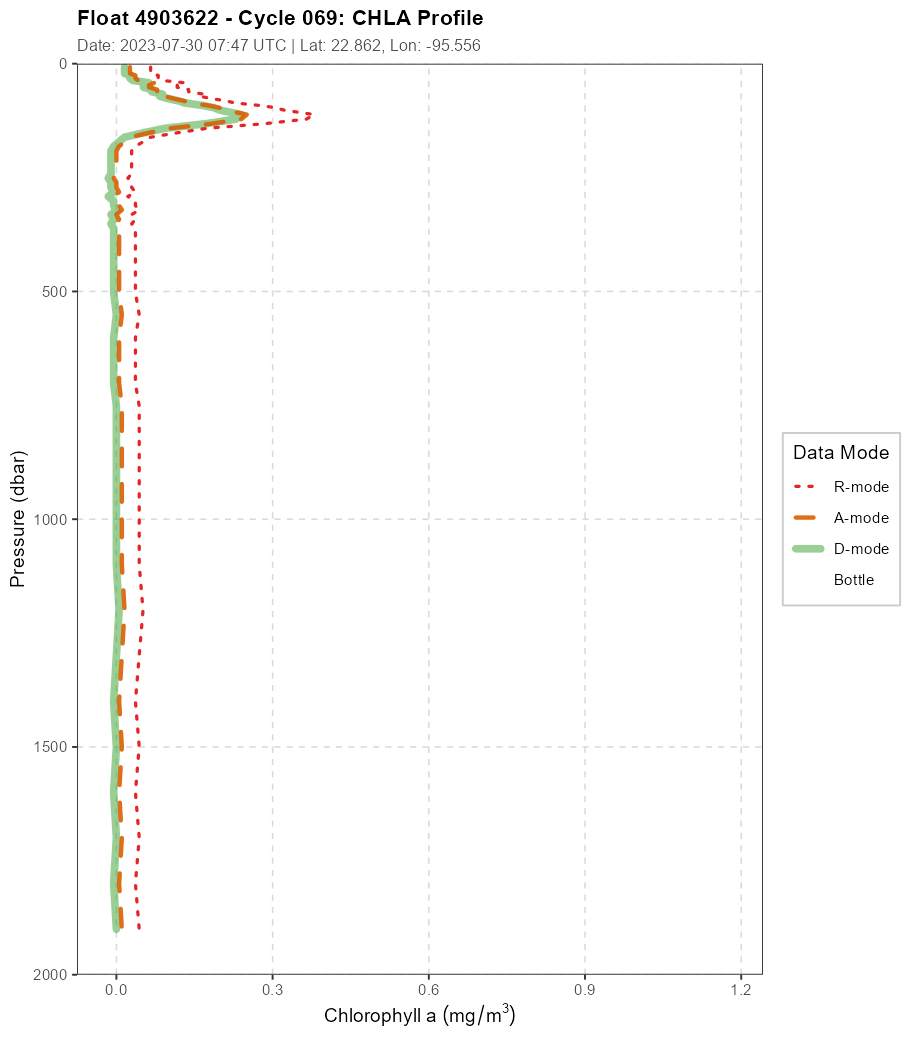 Float 4903622 - Cycle 069: CHLA Profile
Date: 2023-07-30 07:47 UTC | Lat: 22.862, Lon: -95.556
0
500
1000
1500
2000
Pressure (dbar)
0.0 0.3 0.6 0.9 1.2
Chlorophyll a (mg/m³)
Data Mode
R-mode
A-mode
D-mode
Bottle